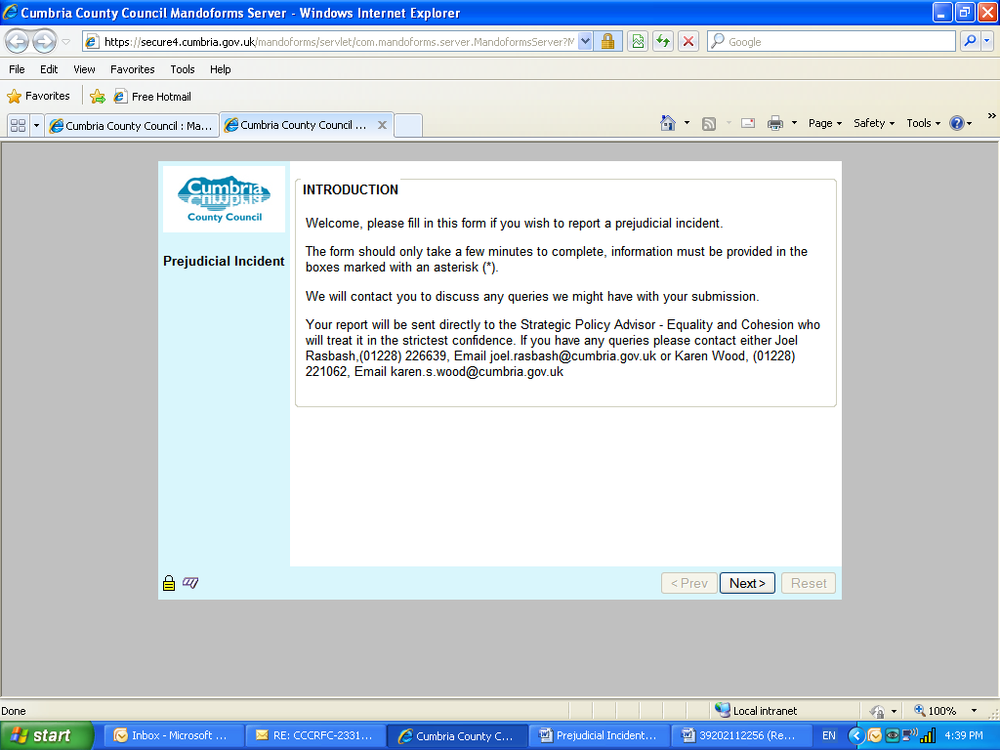 Cumbria County Council Mandoforms Server - Windows Internet Explorer
https://secure4.cumbria.gov.uk/mandoforms/servlet/com.mandoforms.server.MandoformsServer?M
Google
File Edit View Favorites Tools Help
Favorites Free Hotmail
Cumbria County Council : Ma...
Cumbria County Council ...
Page Safety Tools
Cumbria
County Council
Prejudicial Incident
INTRODUCTION
Welcome, please fill in this form if you wish to report a prejudicial incident.
The form should only take a few minutes to complete, information must be provided in the
boxes marked with an asterisk (*).
We will contact you to discuss any queries we might have with your submission.
Your report will be sent directly to the Strategic Policy Advisor - Equality and Cohesion who
will treat it in the strictest confidence. If you have any queries please contact either Joel
Rasbash,(01228) 226639, Email joel.rasbash@cumbria.gov.uk or Karen Wood, (01228)
221062, Email karen.s.wood@cumbria.gov.uk
< Prev Next > Reset
Done Local intranet 100%
start Inbox - Microsoft ... RE: CCCRFC-2331... Cumbria County C... Prejudicial Incident... 39202112256 (Re... EN 4:39 PM